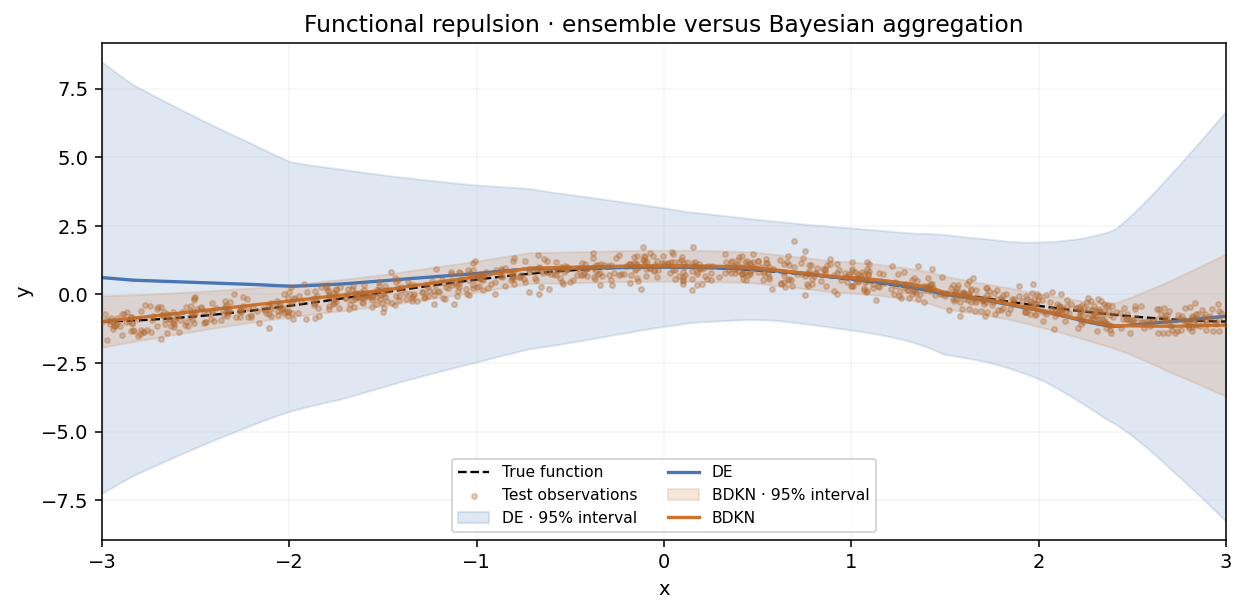 Functional repulsion · ensemble versus Bayesian aggregation
y
7.5
5.0
2.5
0.0
−2.5
−5.0
−7.5
True function
Test observations
DE · 95% interval
DE
BDKN · 95% interval
BDKN
−3 −2 −1 0 1 2 3
x